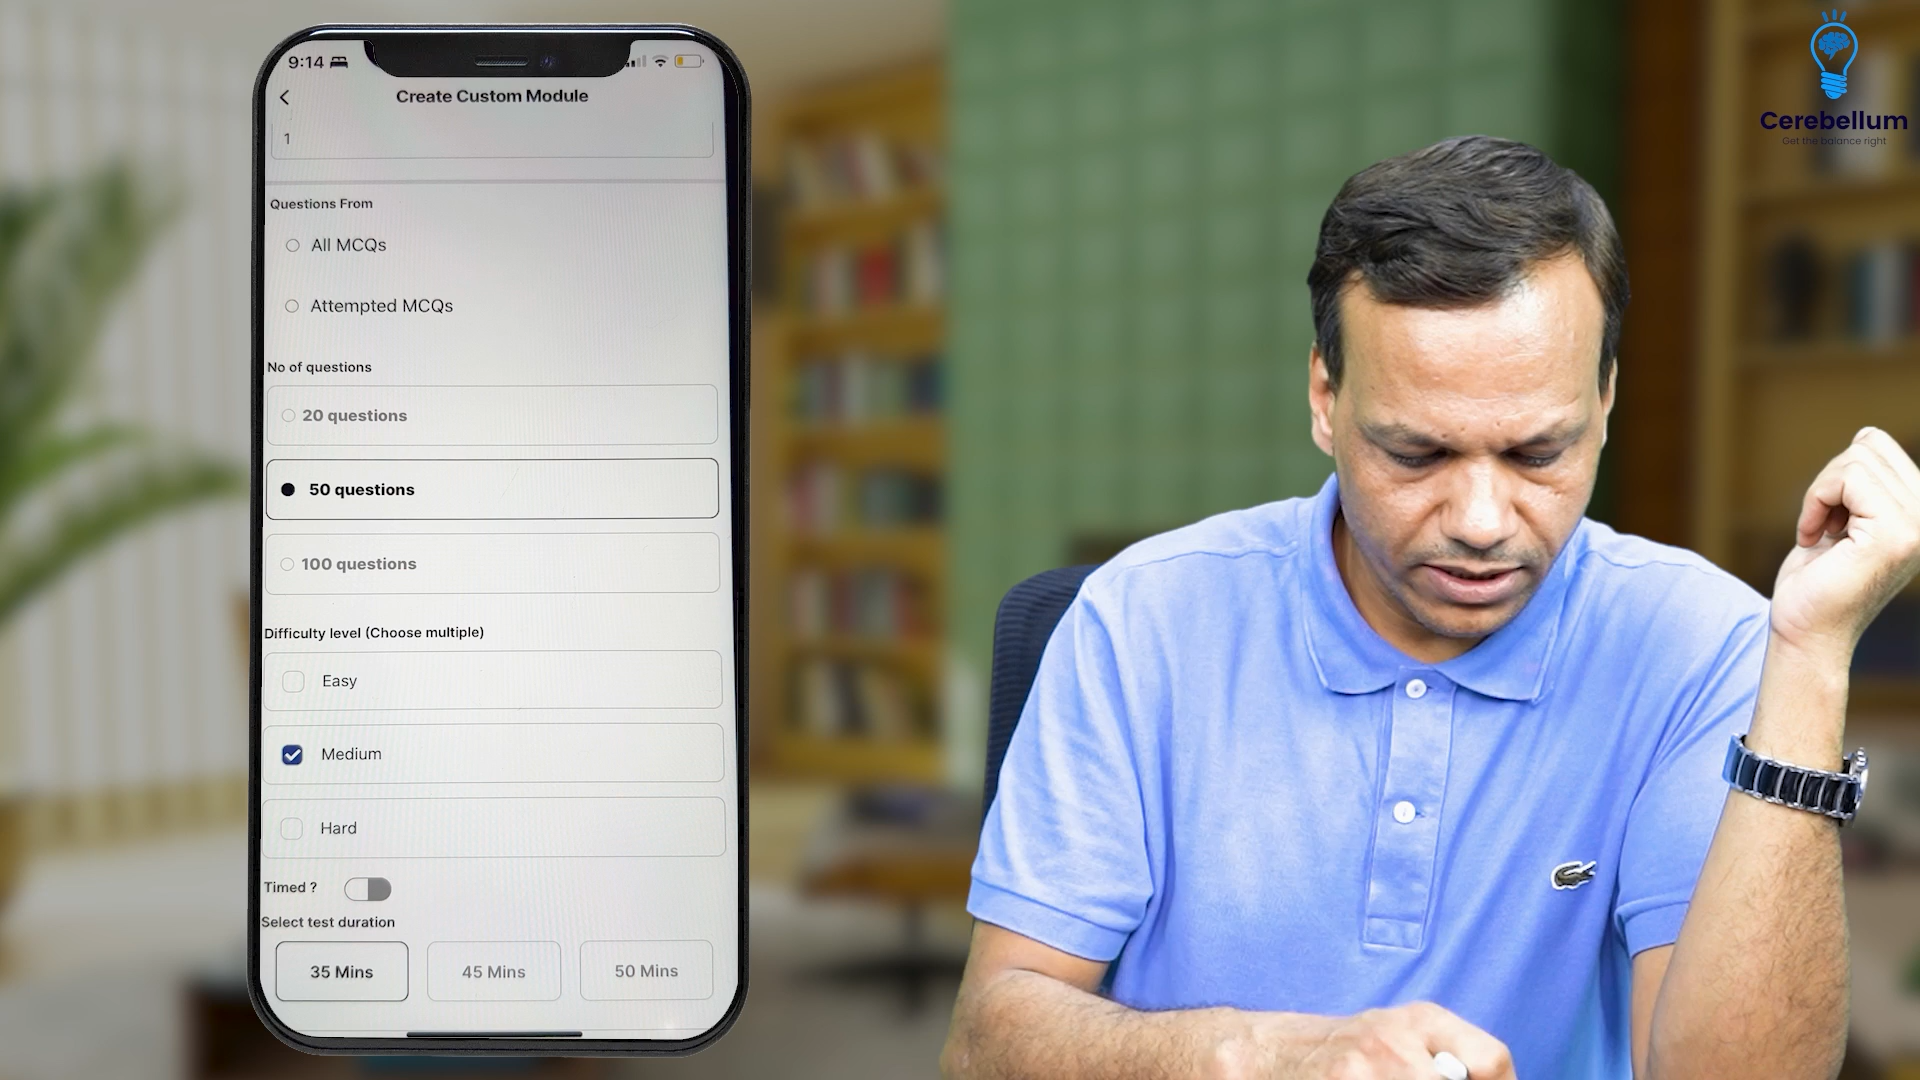 9:14
Create Custom Module
1
Questions From
All MCQs
Attempted MCQs
No of questions
20 questions
50 questions
100 questions
Difficulty level (Choose multiple)
Easy
Medium
Hard
Timed ?
Select test duration
35 Mins
45 Mins
50 Mins
Cerebellum
Get the balance right